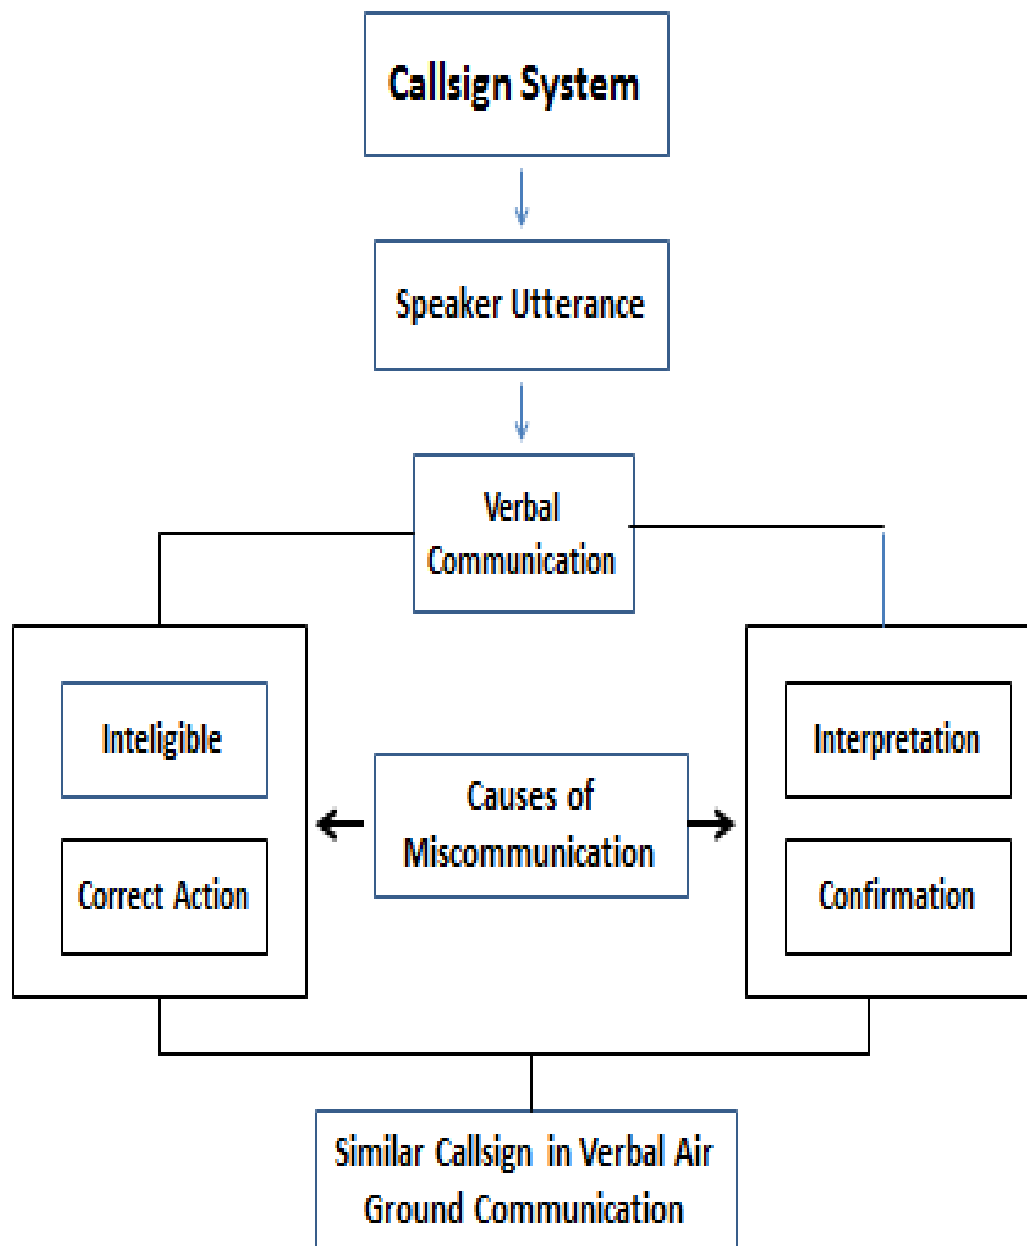 Callsign System
Speaker Utterance
Verbal
Communication
Inteligible
Correct Action
Causes of
Miscommunication
Interpretation
Confirmation
Similar Callsign in Verbal Air
Ground Communication